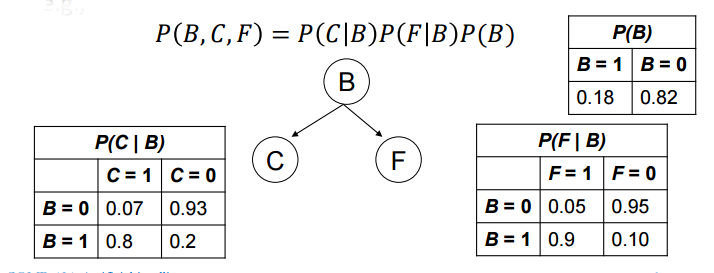 P(B, C, F) = P(C|B)P(F|B)P(B)
P(B)
B = 1 B = 0
0.18 0.82
B
C
F
P(C | B)
C = 1 C = 0
B = 0 0.07 0.93
B = 1 0.8 0.2
P(F | B)
F = 1 F = 0
B = 0 0.05 0.95
B = 1 0.9 0.10